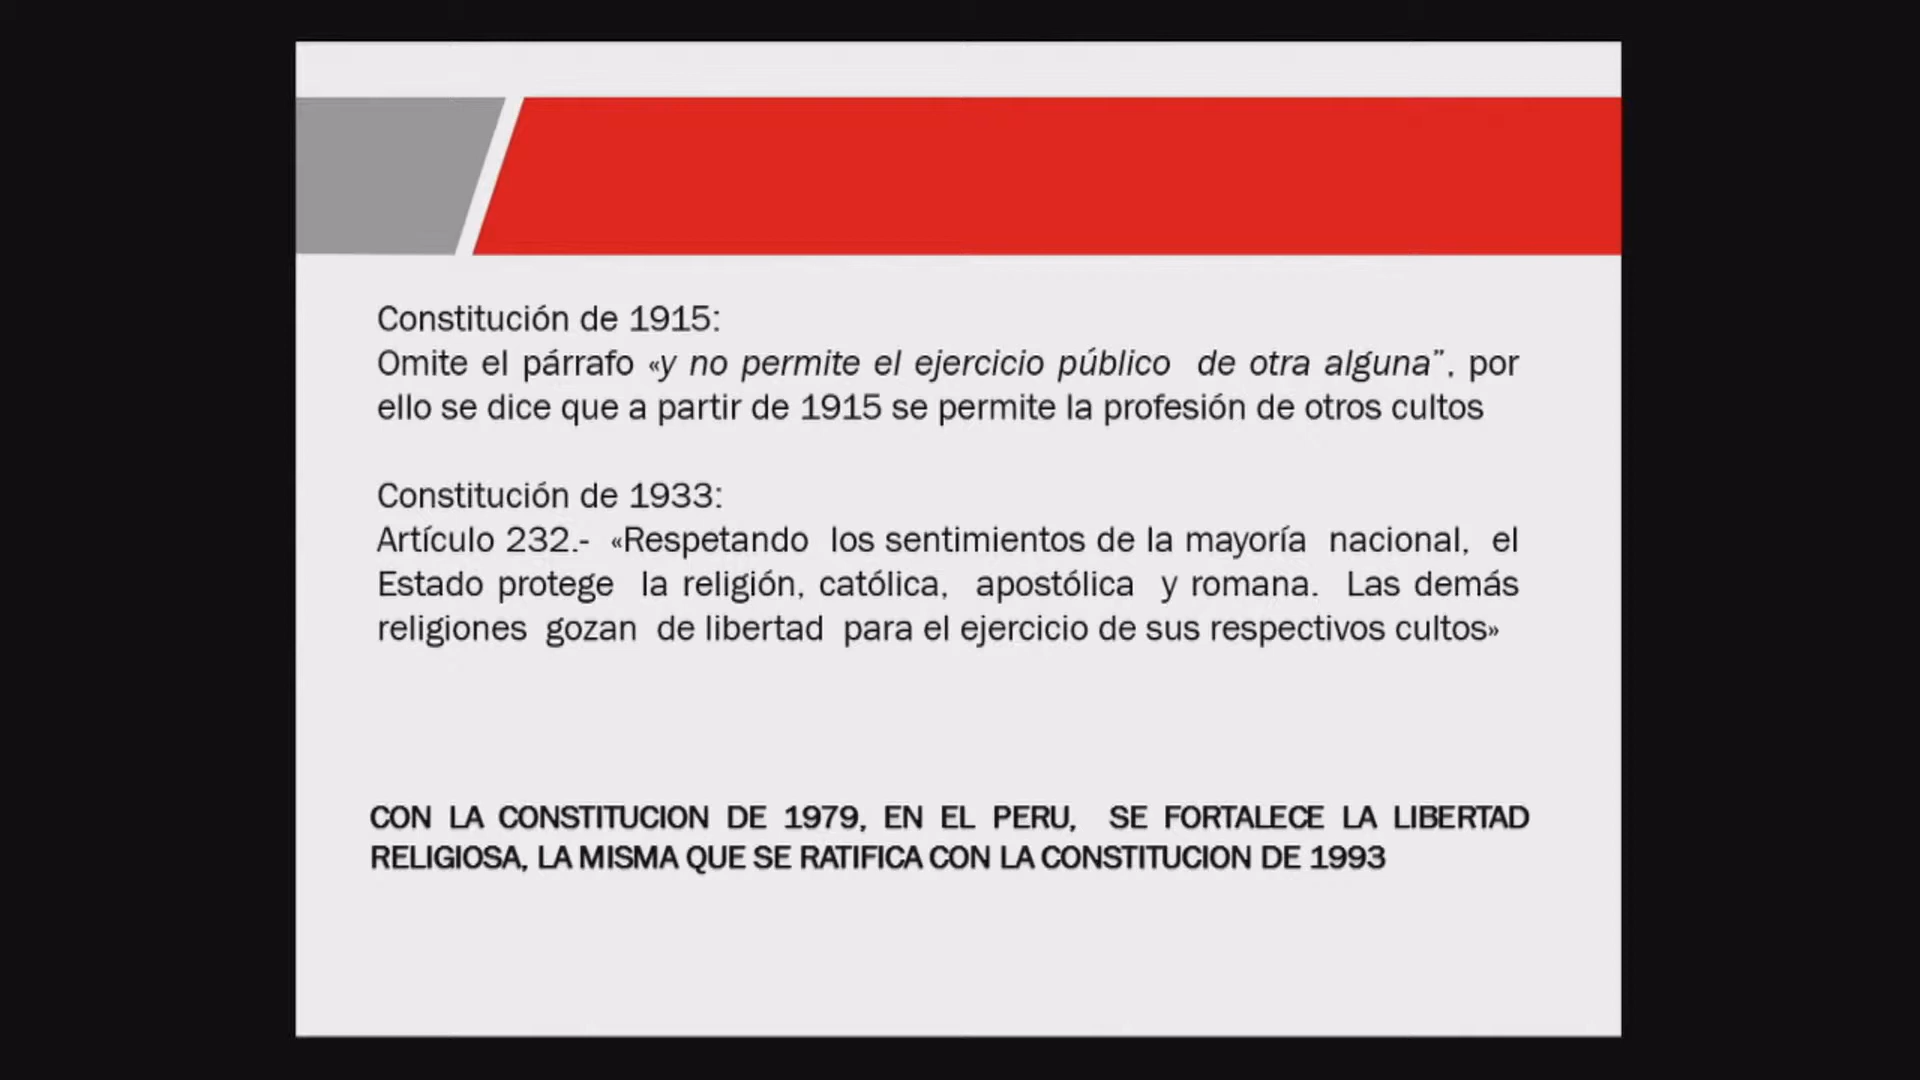 Constitución de 1915:
Omite el párrafo «y no permite el ejercicio público de otra alguna”, por
ello se dice que a partir de 1915 se permite la profesión de otros cultos
Constitución de 1933:
Artículo 232.- «Respetando los sentimientos de la mayoría nacional, el
Estado protege la religión, católica, apostólica y romana. Las demás
religiones gozan de libertad para el ejercicio de sus respectivos cultos»
CON LA CONSTITUCION DE 1979, EN EL PERU, SE FORTALECE LA LIBERTAD
RELIGIOSA, LA MISMA QUE SE RATIFICA CON LA CONSTITUCION DE 1993